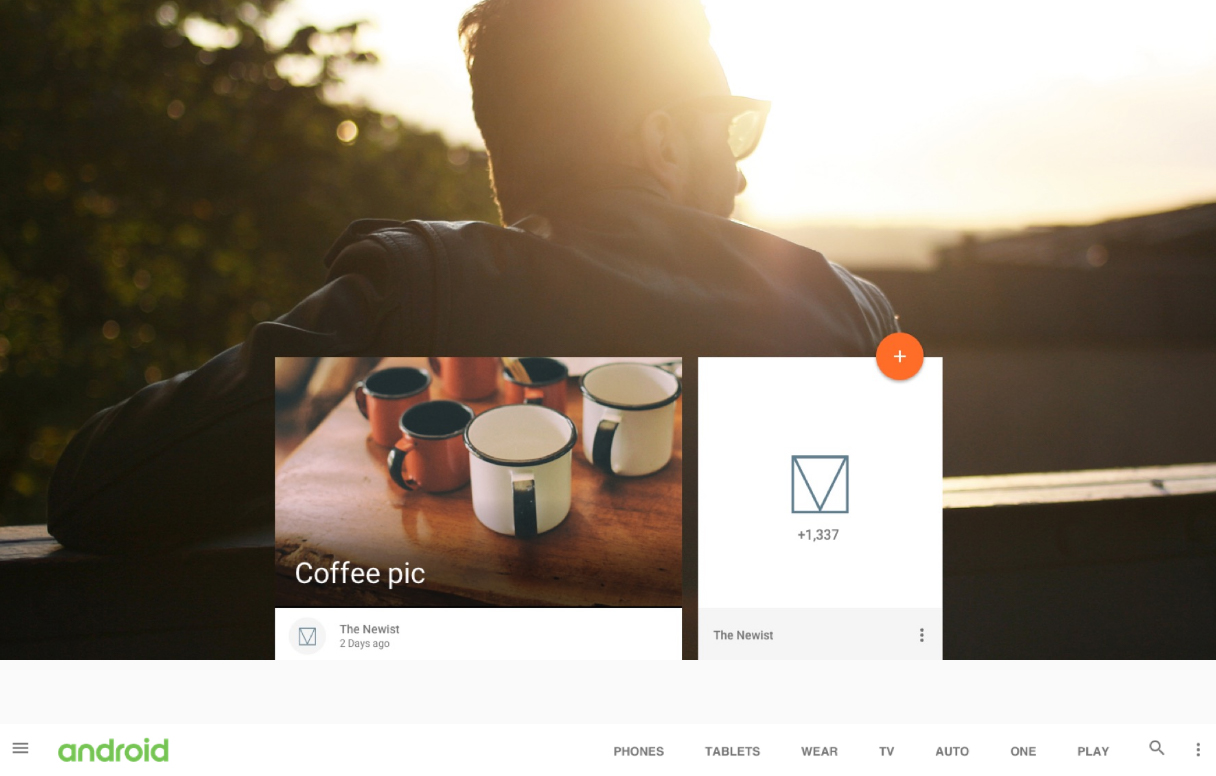 Coffee pic
The Newist
2 Days ago
+1,337
The Newist
android PHONES TABLETS WEAR TV AUTO ONE PLAY